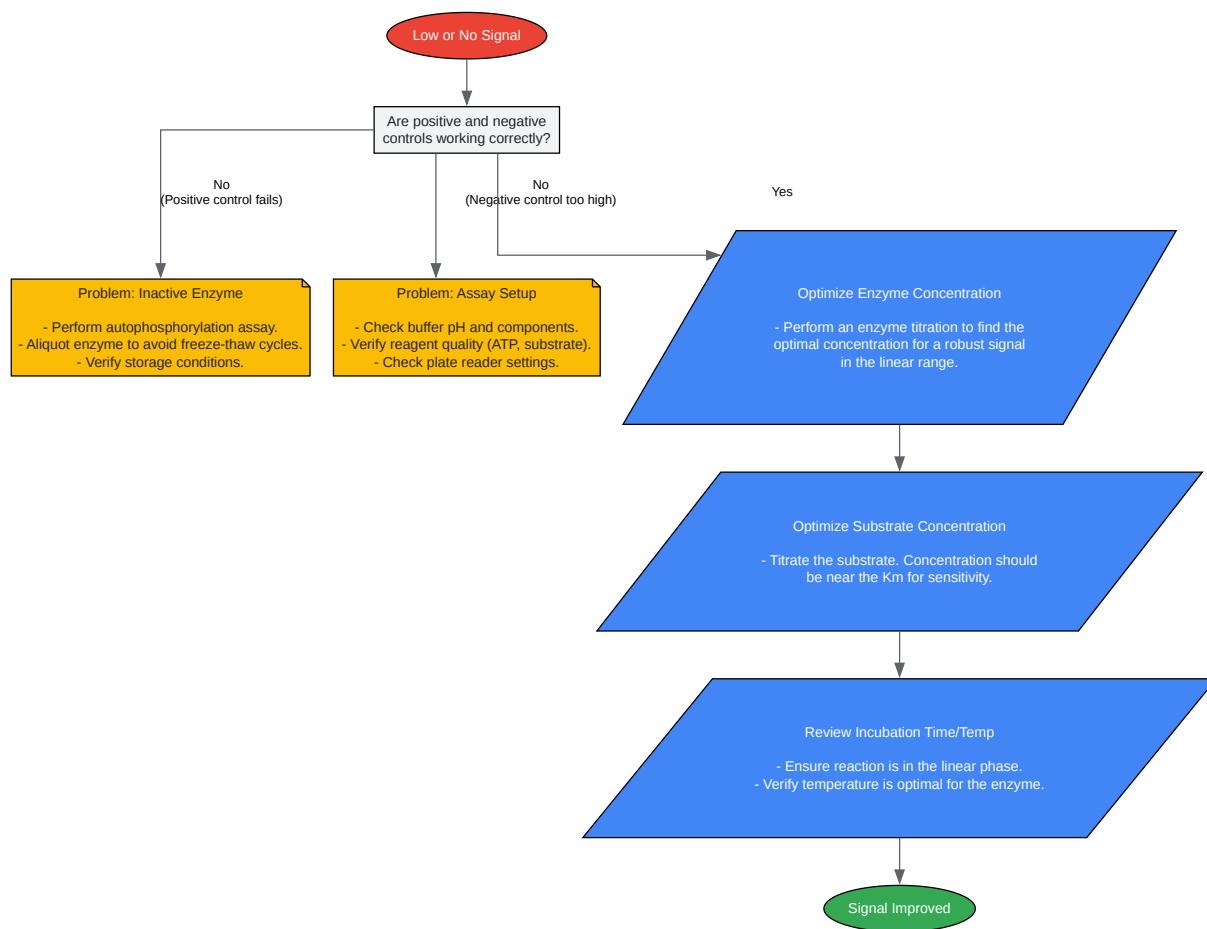 Low or No Signal
Are positive and negative
controls working correctly?
No
(Positive control fails)
No
(Negative control too high)
Yes
Problem: Inactive Enzyme
- Perform autophosphorylation assay.
- Aliquot enzyme to avoid freeze-thaw cycles.
- Verify storage conditions.
Problem: Assay Setup
- Check buffer pH and components.
- Verify reagent quality (ATP, substrate).
- Check plate reader settings.
Optimize Enzyme Concentration
- Perform an enzyme titration to find the
optimal concentration for a robust signal
in the linear range.
Optimize Substrate Concentration
- Titrate the substrate. Concentration should
be near the Km for sensitivity.
Review Incubation Time/Temp
- Ensure reaction is in the linear phase.
- Verify temperature is optimal for the enzyme.
Signal Improved